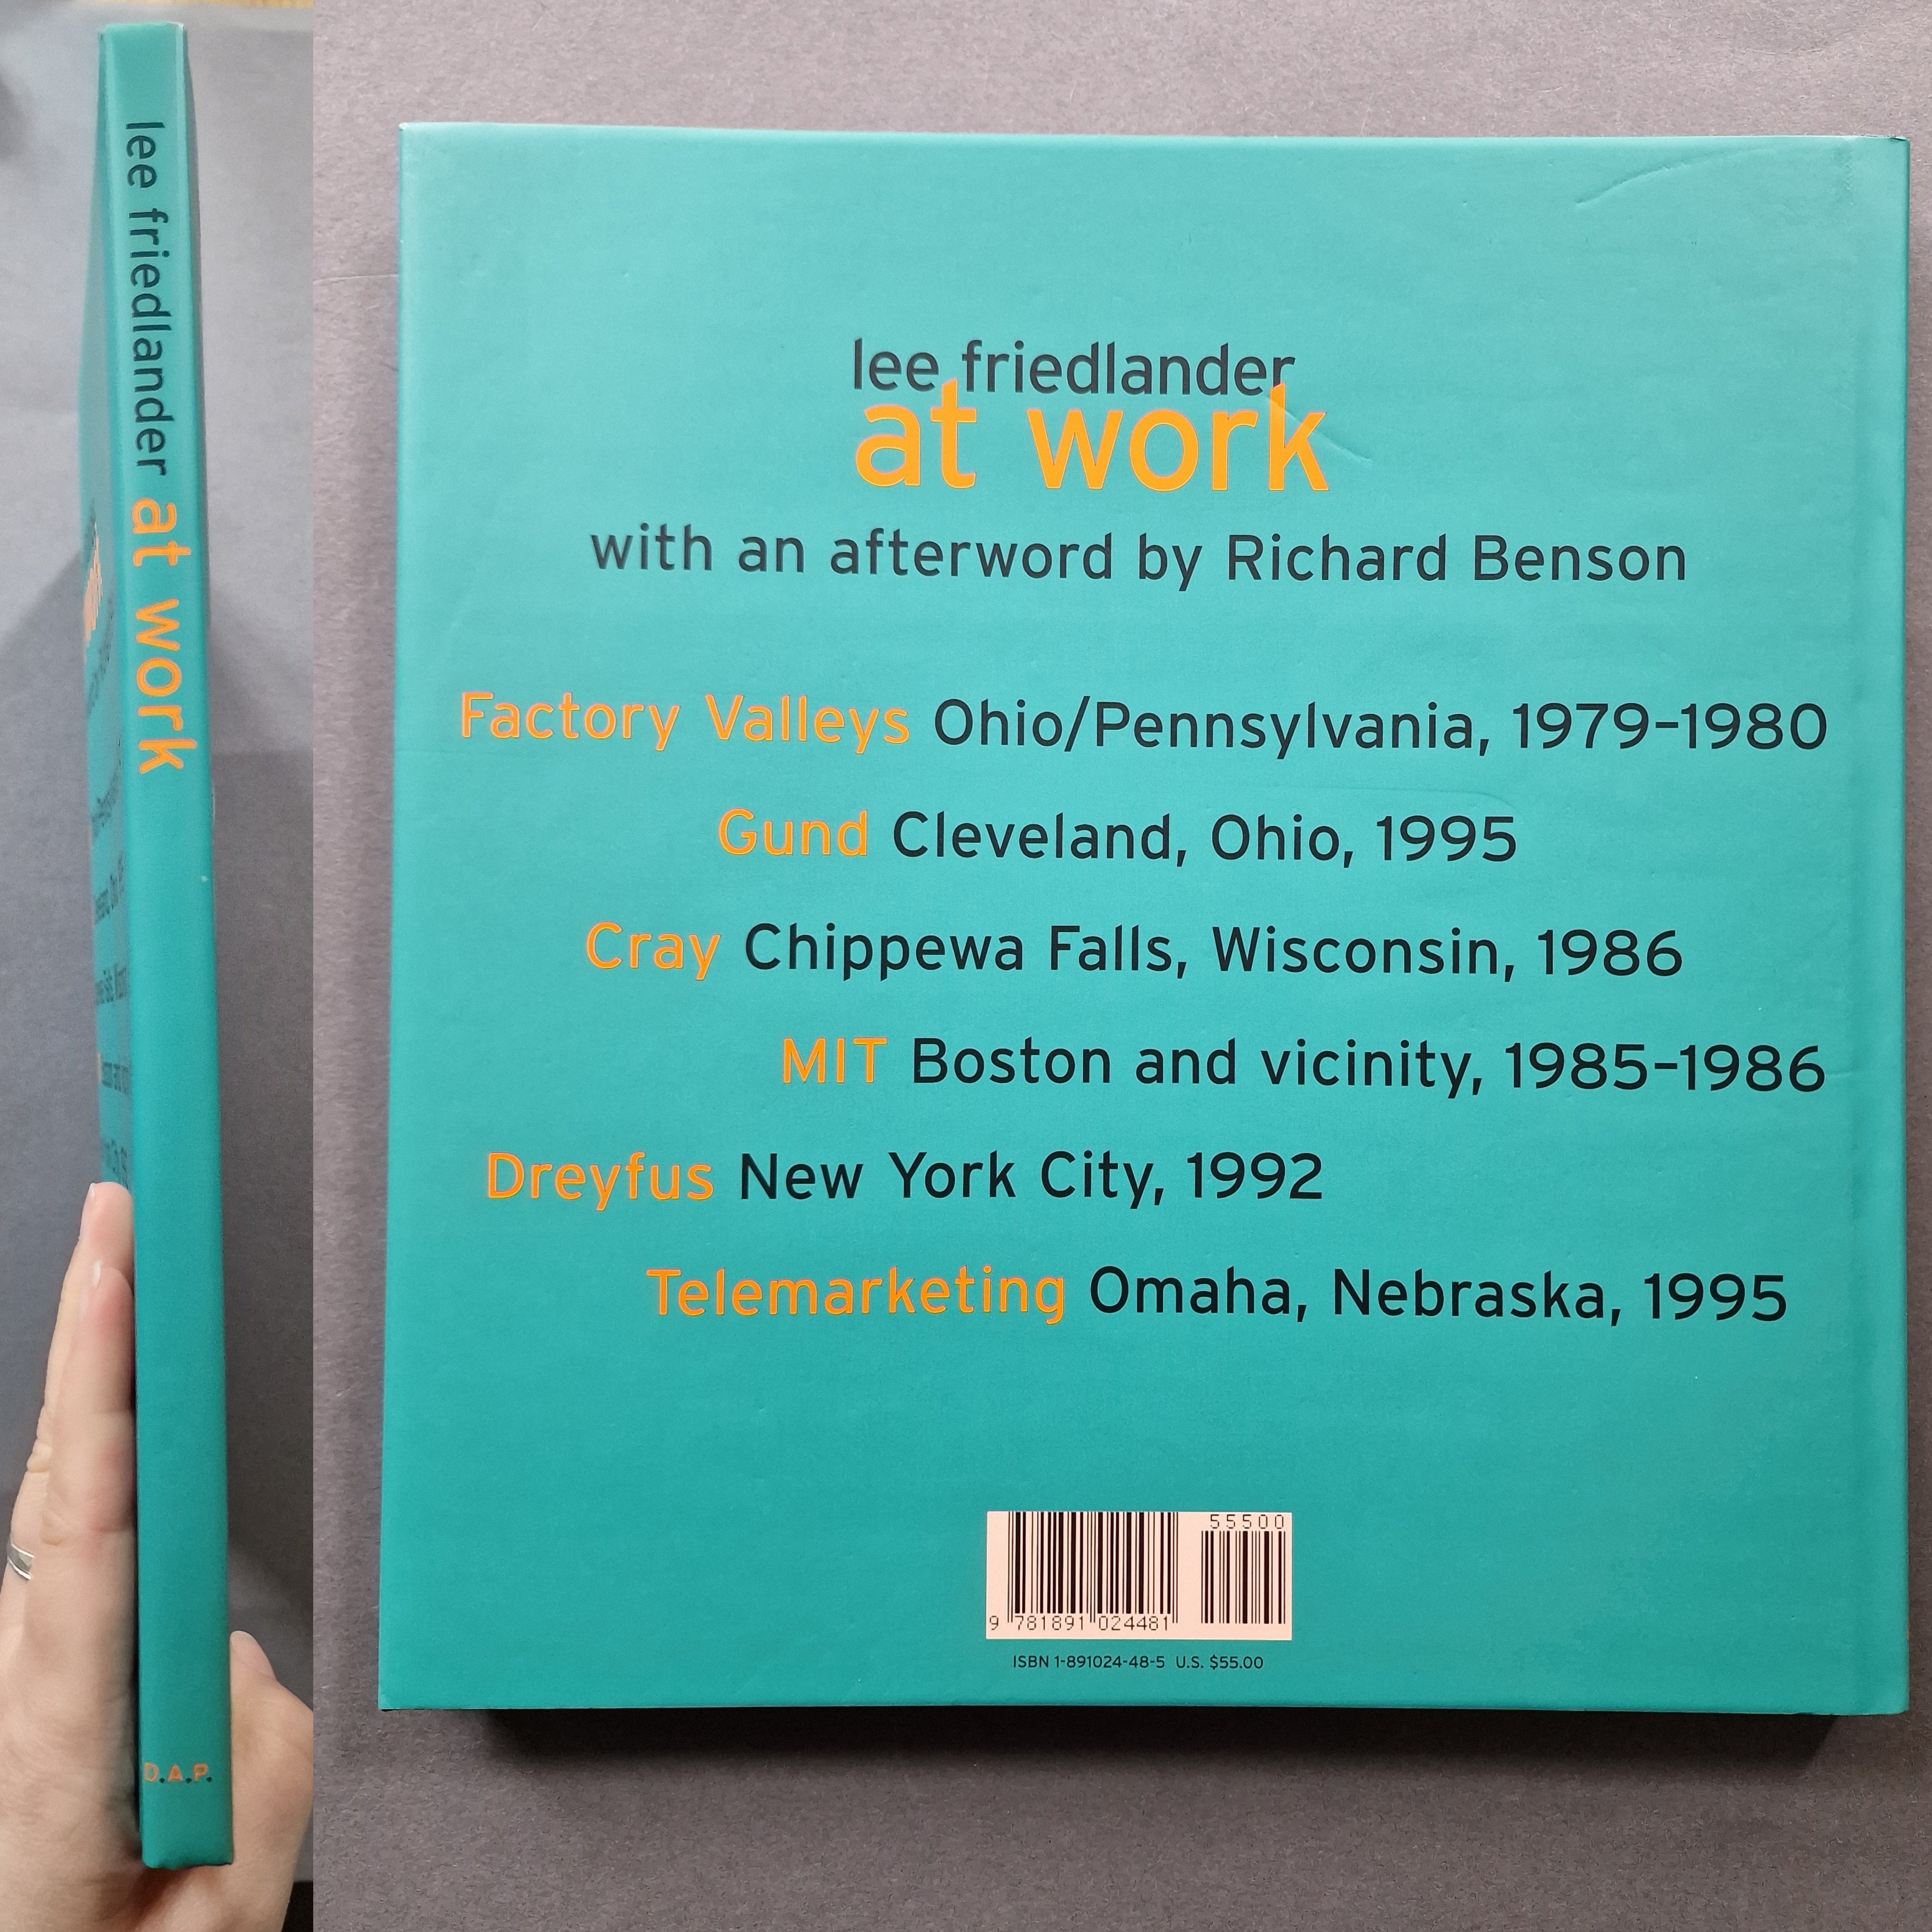 lee friedlander at work
D.A.P.
lee friedlander
at work
with an afterword by Richard Benson
Factory Valleys Ohio/Pennsylvania, 1979–1980
Gund Cleveland, Ohio, 1995
Cray Chippewa Falls, Wisconsin, 1986
MIT Boston and vicinity, 1985–1986
Dreyfus New York City, 1992
Telemarketing Omaha, Nebraska, 1995
55500
9 781891 024481
ISBN 1-891024-48-5 U.S. $55.00